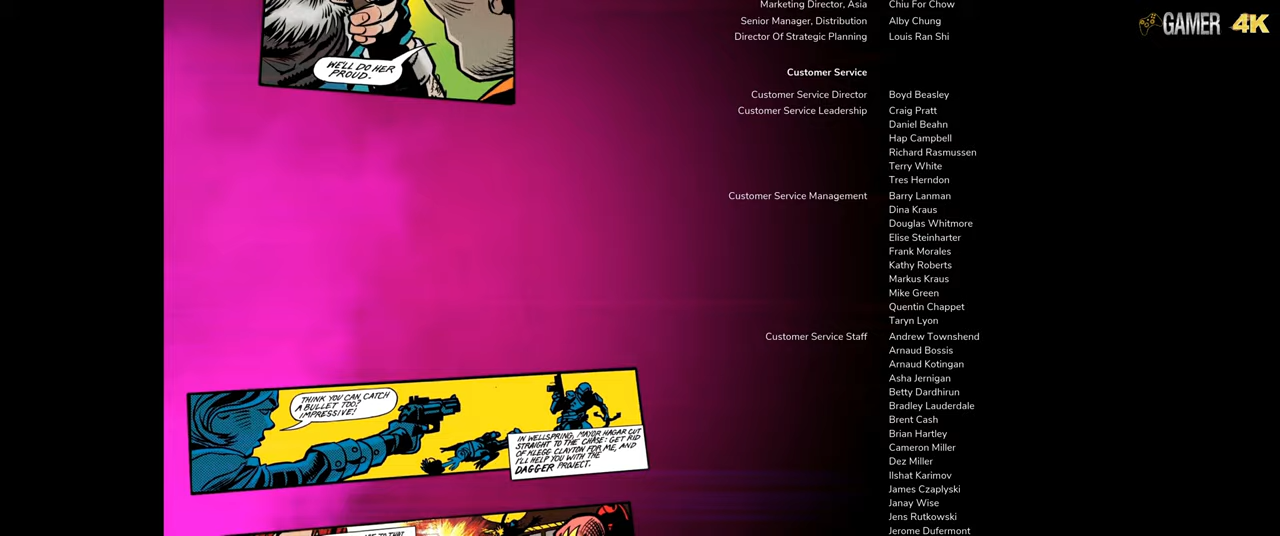 Marketing Director, Asia Chiu For Chow
Senior Manager, Distribution Alby Chung
Director Of Strategic Planning Louis Ran Shi
GAMER 4K
WE'LL DO HER
PROUD.
Customer Service
Customer Service Director Boyd Beasley
Customer Service Leadership Craig Pratt
Daniel Beahn
Hap Campbell
Richard Rasmussen
Terry White
Tres Herndon
Customer Service Management Barry Lanman
Dina Kraus
Douglas Whitmore
Elise Steinharter
Frank Morales
Kathy Roberts
Markus Kraus
Mike Green
Quentin Chappet
Taryn Lyon
Customer Service Staff Andrew Townshend
Arnaud Bossis
Arnaud Kotingan
Asha Jernigan
Betty Dardhirun
Bradley Lauderdale
Brent Cash
Brian Hartley
Cameron Miller
Dez Miller
Ilshat Karimov
James Czaplyski
Janay Wise
Jens Rutkowski
Jerome Dufermont
THINK YOU CAN CATCH
A BULLET TOO?
IMPRESSIVE!
IN WELLSPRING, MAYOR HAGAR CUT
STRAIGHT TO THE CHASE: GET RID
OF KLEGG CLAYTON FOR ME, AND
I'LL HELP YOU WITH THE
DAGGER PROJECT.
TO THAT